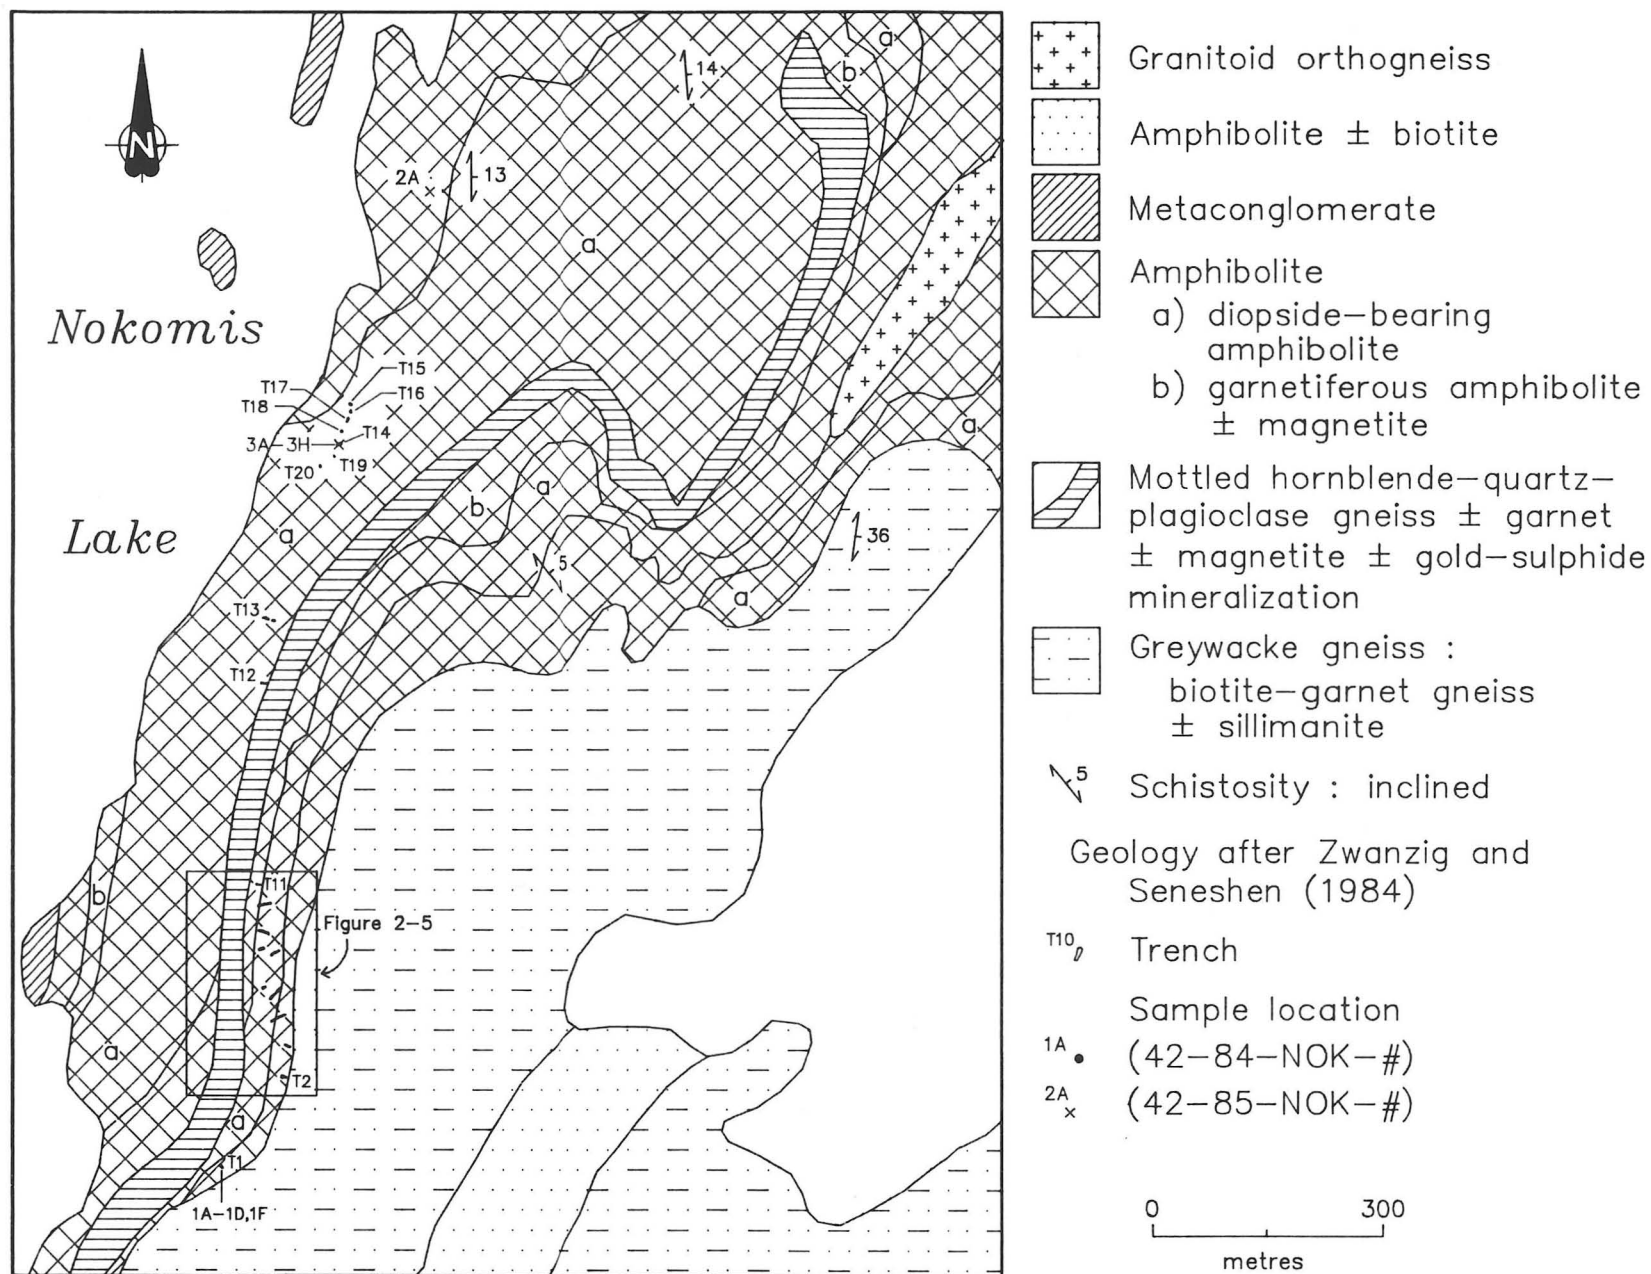 N
14
a
b
2A
13
a
Nokomis
T15
T17
T16
T18
T14
3A-3H
T19
T20
a
a
b
a
Lake
36
5
a
T13
T12
b
T11
Figure 2-5
a
T2
a
T1
1A-1D,1F
Granitoid orthogneiss
Amphibolite ± biotite
Metaconglomerate
Amphibolite
a) diopside-bearing
amphibolite
b) garnetiferous amphibolite
± magnetite
Mottled hornblende-quartz-
plagioclase gneiss ± garnet
± magnetite ± gold-sulphide
mineralization
Greywacke gneiss :
biotite-garnet gneiss
± sillimanite
5
Schistosity : inclined
Geology after Zwanzig and
Seneshen (1984)
T10
Trench
Sample location
1A
(42-84-NOK-#)
2A
(42-85-NOK-#)
0 300
metres